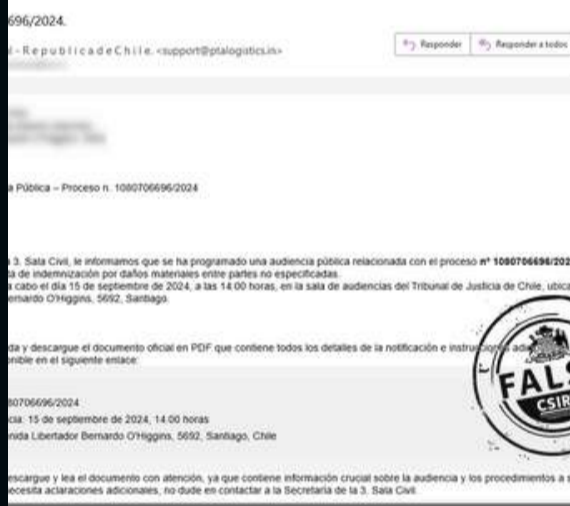 696/2024.
l - R e p u b l i c a d e C h i l e. <support@ptalogistics.in>
Responder
Responder a todos
a Pública – Proceso n. 1080706696/2024
a 3. Sala Civil, le informamos que se ha programado una audiencia pública relacionada con el proceso nº 1080706696/202
ta de indemnización por daños materiales entre partes no especificadas.
a cabo el día 15 de septiembre de 2024, a las 14:00 horas, en la sala de audiencias del Tribunal de Justicia de Chile, ubica
ernardo O'Higgins, 5692, Santiago.
da y descargue el documento oficial en PDF que contiene todos los detalles de la notificación e instrucciones adi
onible en el siguiente enlace:
FALS
CSIR
80706696/2024
cia: 15 de septiembre de 2024, 14:00 horas
enida Libertador Bernardo O'Higgins, 5692, Santiago, Chile
escargue y lea el documento con atención, ya que contiene información crucial sobre la audiencia y los procedimientos a s
ecesita aclaraciones adicionales, no dude en contactar a la Secretaría de la 3. Sala Civil.